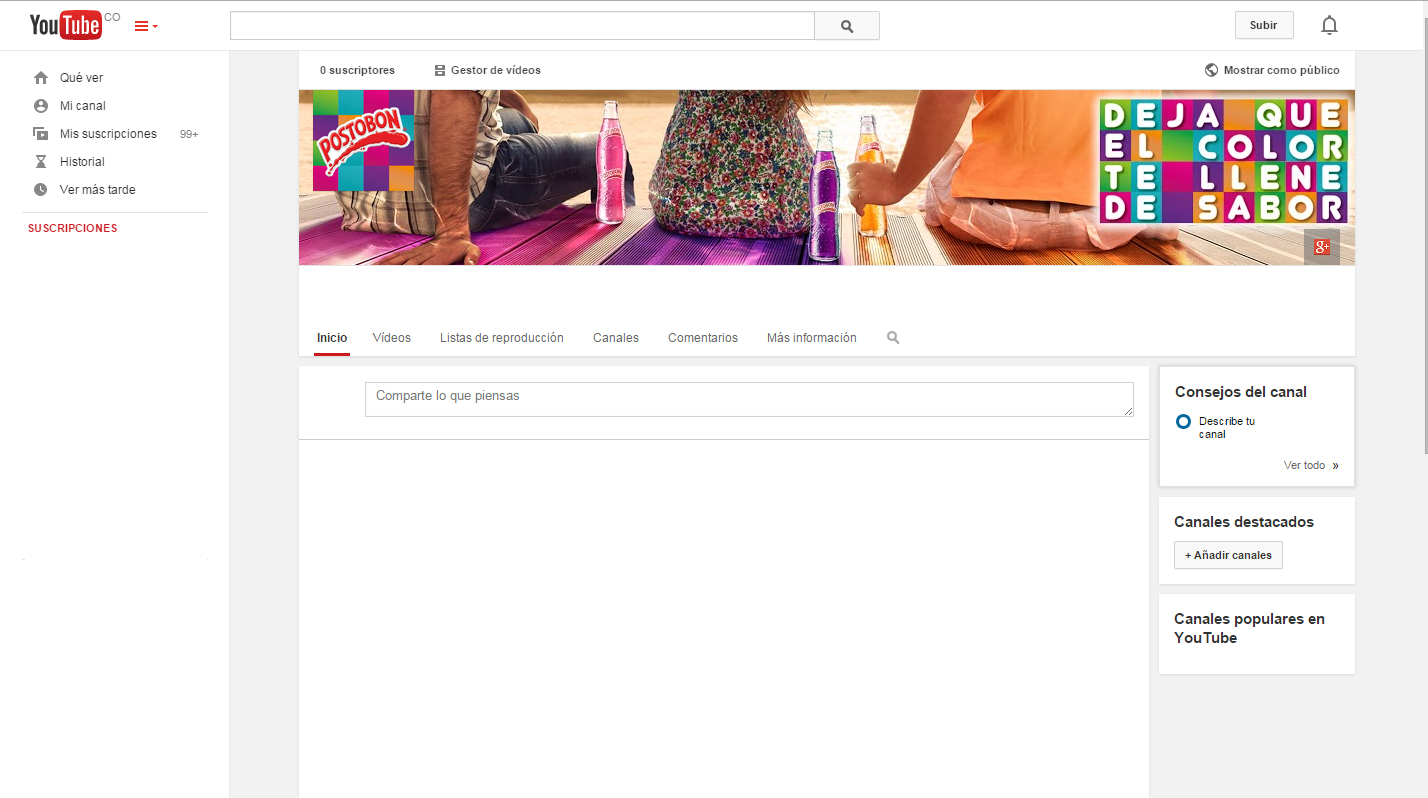 YouTube CO
Subir
Qué ver
Mi canal
Mis suscripciones 99+
Historial
Ver más tarde
SUSCRIPCIONES
0 suscriptores Gestor de vídeos Mostrar como público
POSTOBON
POSTOBON
DEJA QUE
EL COLOR
TE LLENE
DE SABOR
g+
Inicio Vídeos Listas de reproducción Canales Comentarios Más información
Comparte lo que piensas
Consejos del canal
Describe tu
canal
Ver todo »
Canales destacados
+ Añadir canales
Canales populares en
YouTube